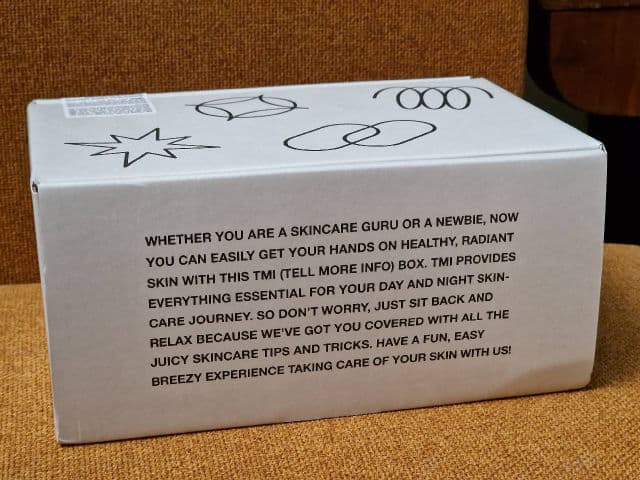 WHETHER YOU ARE A SKINCARE GURU OR A NEWBIE, NOW
YOU CAN EASILY GET YOUR HANDS ON HEALTHY, RADIANT
SKIN WITH THIS TMI (TELL MORE INFO) BOX. TMI PROVIDES
EVERYTHING ESSENTIAL FOR YOUR DAY AND NIGHT SKIN-
CARE JOURNEY. SO DON'T WORRY, JUST SIT BACK AND
RELAX BECAUSE WE'VE GOT YOU COVERED WITH ALL THE
JUICY SKINCARE TIPS AND TRICKS. HAVE A FUN, EASY
BREEZY EXPERIENCE TAKING CARE OF YOUR SKIN WITH US!